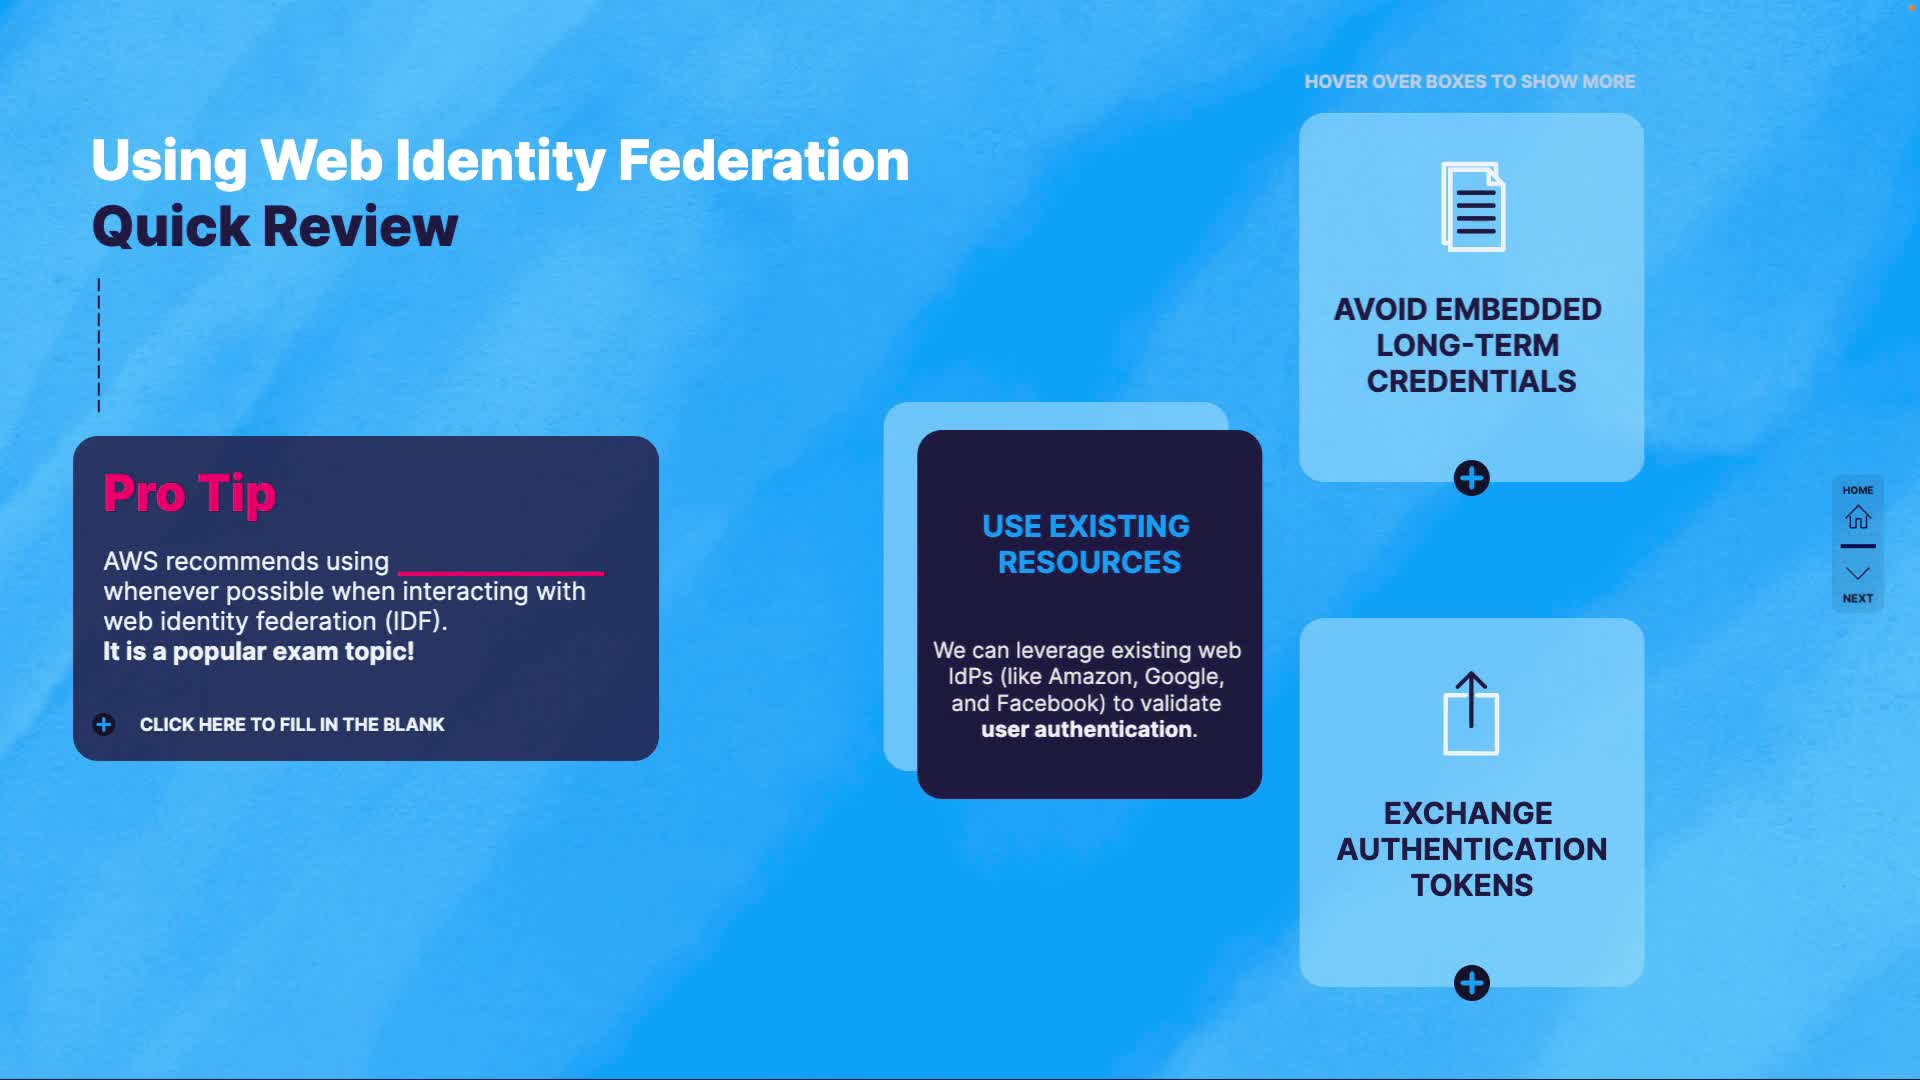 Using Web Identity Federation
Quick Review
Pro Tip
AWS recommends using
whenever possible when interacting with
web identity federation (IDF).
It is a popular exam topic!
CLICK HERE TO FILL IN THE BLANK
USE EXISTING
RESOURCES
We can leverage existing web
IdPs (like Amazon, Google,
and Facebook) to validate
user authentication.
HOVER OVER BOXES TO SHOW MORE
AVOID EMBEDDED
LONG-TERM
CREDENTIALS
EXCHANGE
AUTHENTICATION
TOKENS
HOME
NEXT